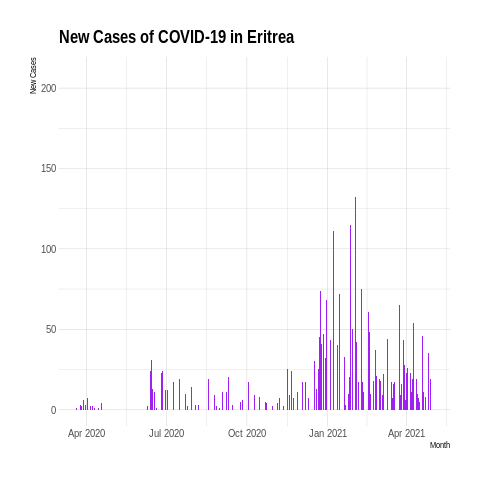 New Cases of COVID-19 in Eritrea
New Cases
200
150
100
50
0
Apr 2020 Jul 2020 Oct 2020 Jan 2021 Apr 2021
Month